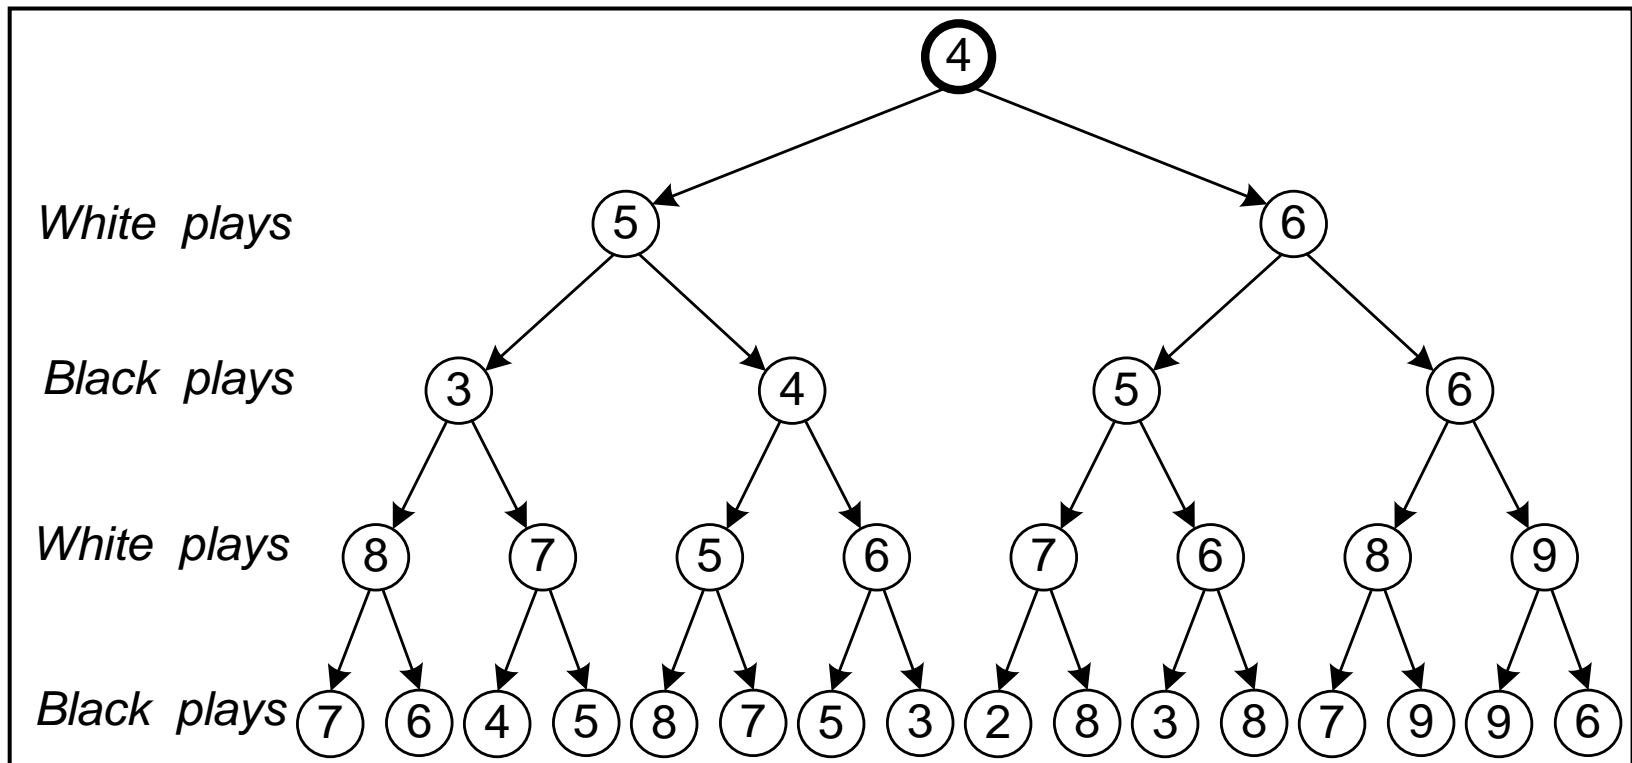 4
White plays 5 6
Black plays 3 4 5 6
White plays 8 7 5 6 7 6 8 9
Black plays 7 6 4 5 8 7 5 3 2 8 3 8 7 9 9 6